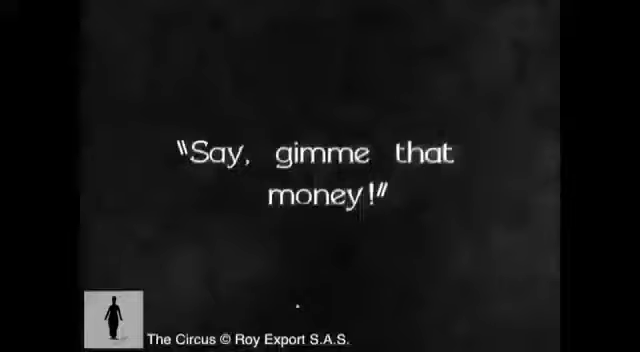 "Say, gimme that
money!"
The Circus © Roy Export S.A.S.